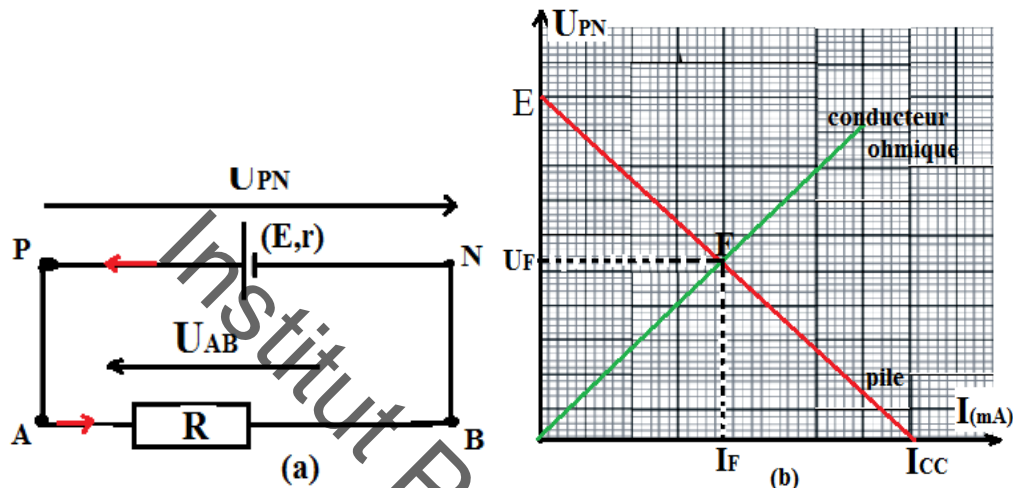 UPN
P
(E,r)
N
UAB
A
R
B
(a)
Institut
UPN
E
conducteur
ohmique
F
UF
pile
I(mA)
IF
ICC
(b)